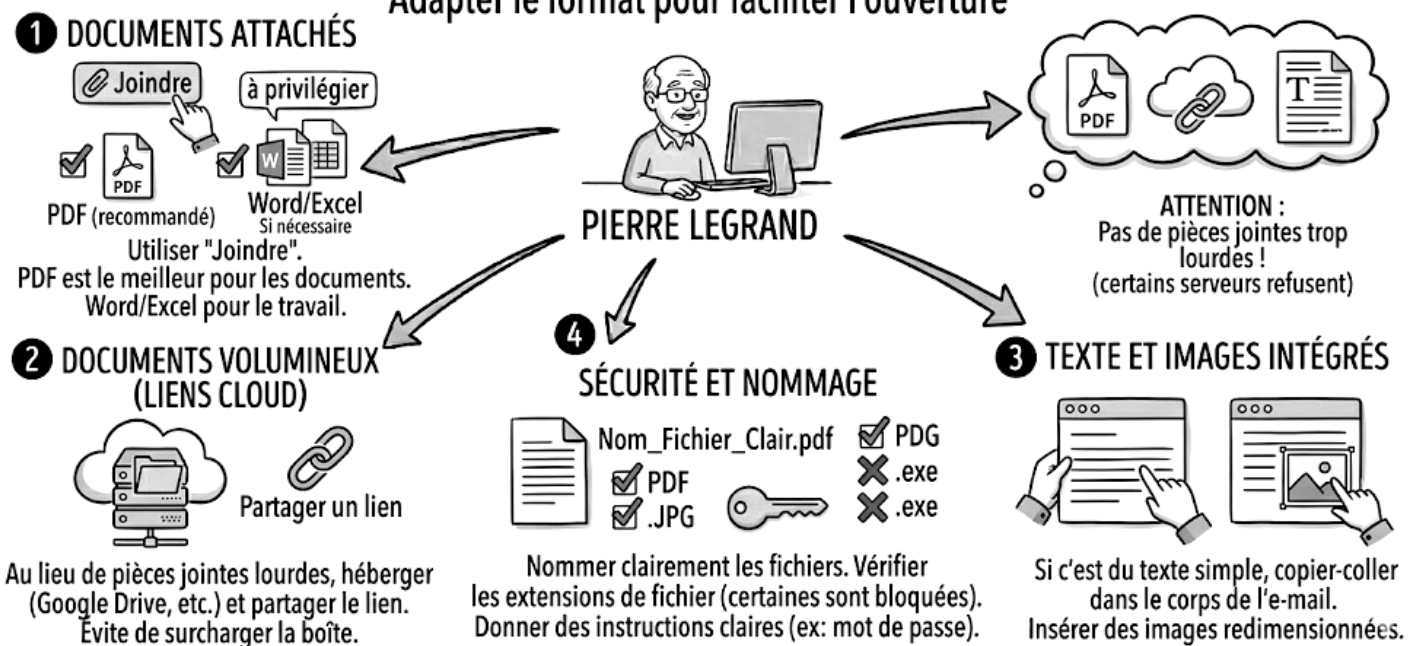 Adapter le format pour faciliter l'ouverture
1 DOCUMENTS ATTACHÉS
Joindre
à privilégier
PDF
W
PDF (recommandé)
Word/Excel
Si nécessaire
Utiliser "Joindre".
PDF est le meilleur pour les documents.
Word/Excel pour le travail.
PIERRE LEGRAND
PDF
T
ATTENTION :
Pas de pièces jointes trop
lourdes !
(certains serveurs refusent)
2 DOCUMENTS VOLUMINEUX
(LIENS CLOUD)
Partager un lien
Au lieu de pièces jointes lourdes, héberger
(Google Drive, etc.) et partager le lien.
Évite de surcharger la boîte.
4
SÉCURITÉ ET NOMMAGE
Nom_Fichier_Clair.pdf
PDF
.JPG
PDG
.exe
.exe
Nommer clairement les fichiers. Vérifier
les extensions de fichier (certaines sont bloquées).
Donner des instructions claires (ex: mot de passe).
3 TEXTE ET IMAGES INTÉGRÉS
Si c'est du texte simple, copier-coller
dans le corps de l'e-mail.
Insérer des images redimensionnées.